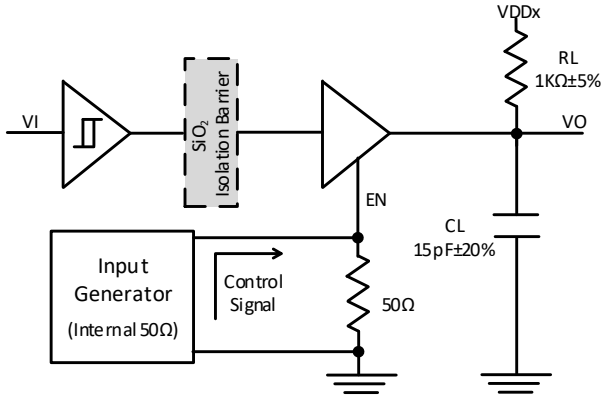 VDDx
RL
1KΩ±5%
VI
SiO₂
Isolation Barrier
VO
EN
CL
15pF±20%
Input
Generator
(Internal 50Ω)
Control
Signal
50Ω